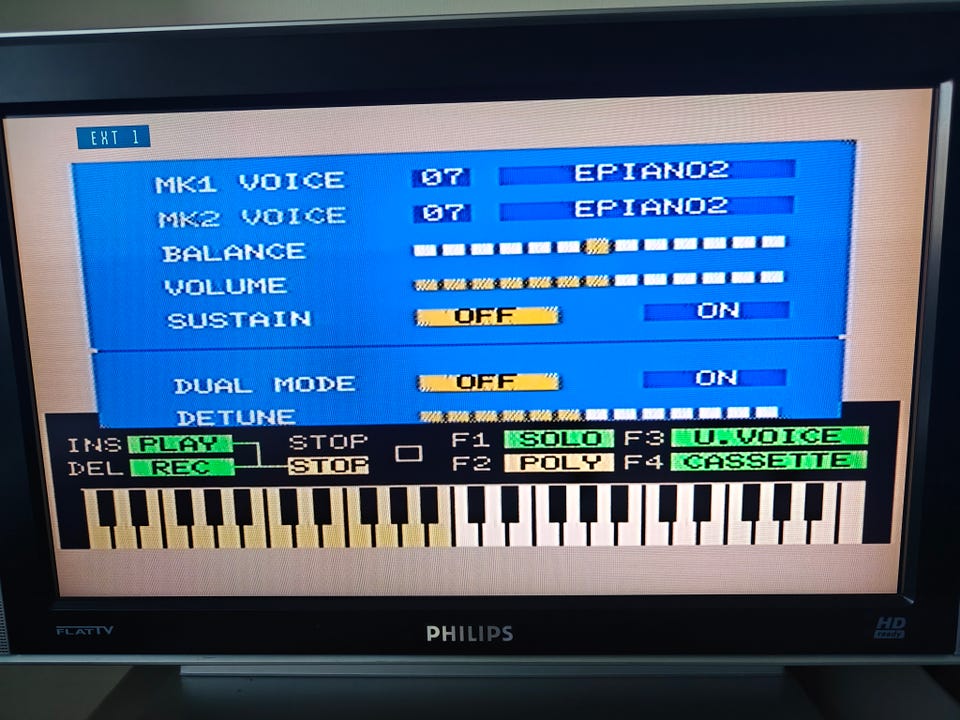 EXT 1
MK1 VOICE 07 EPIANO2
MK2 VOICE 07 EPIANO2
BALANCE
VOLUME
SUSTAIN OFF ON
DUAL MODE OFF ON
DETUNE
INS PLAY STOP F1 SOLO F3 U.VOICE
DEL REC STOP F2 POLY F4 CASSETTE
FLATTV PHILIPS HD
ready